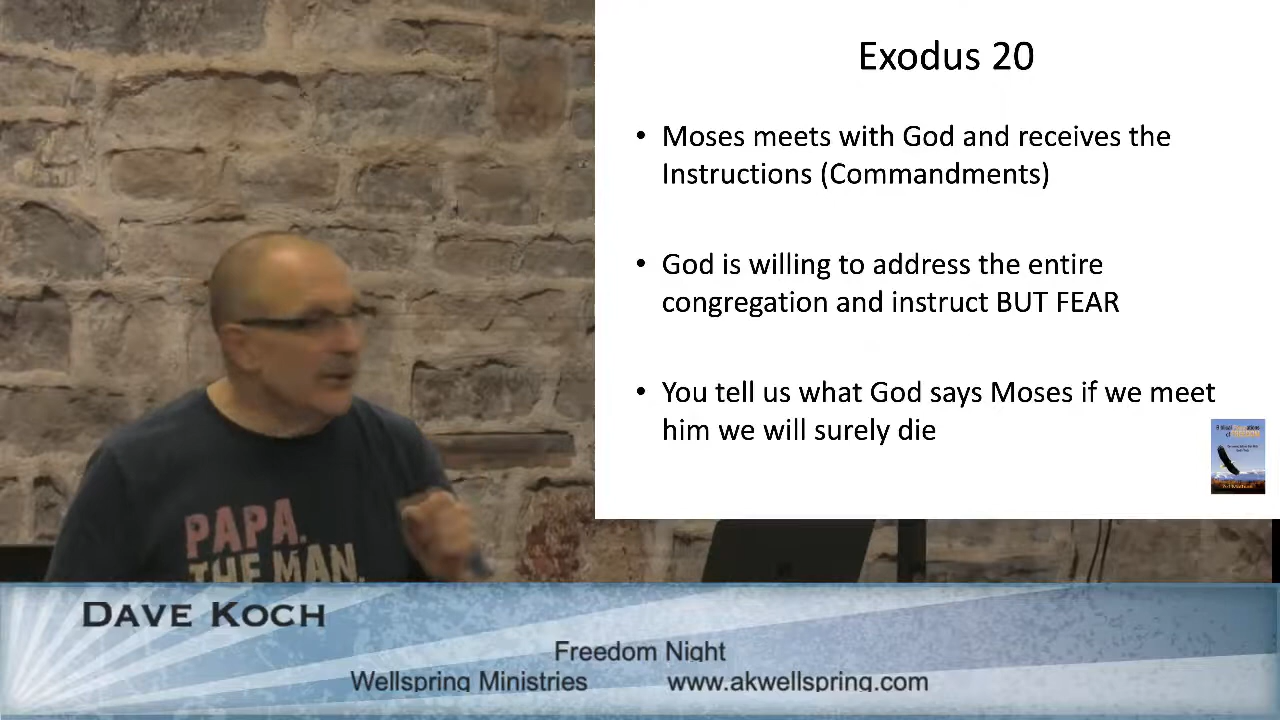 Exodus 20
• Moses meets with God and receives the
Instructions (Commandments)
• God is willing to address the entire
congregation and instruct BUT FEAR
• You tell us what God says Moses if we meet
him we will surely die
of
PAPA.
THE MAN.
DAVE KOCH
Freedom Night
Wellspring Ministries www.akwellspring.com